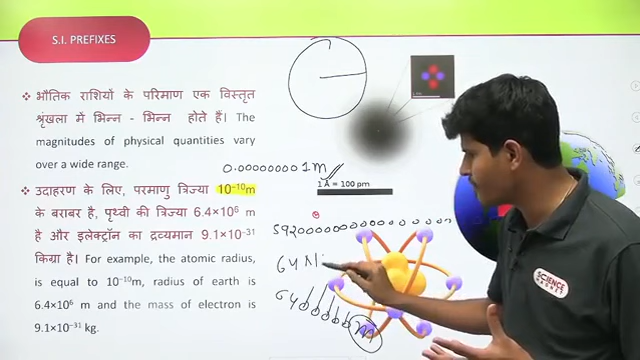 S.I. PREFIXES
❖ भौतिक राशियों के परिमाण एक विस्तृत
श्रृंखला में भिन्न - भिन्न होते हैं। The
magnitudes of physical quantities vary
over a wide range.
❖ उदाहरण के लिए, परमाणु त्रिज्या 10⁻¹⁰m
के बराबर है, पृथ्वी की त्रिज्या 6.4×10⁶ m
है और इलेक्ट्रॉन का द्रव्यमान 9.1×10⁻³¹
किग्रा है। For example, the atomic radius,
is equal to 10⁻¹⁰m, radius of earth is
6.4×10⁶ m and the mass of electron is
9.1×10⁻³¹ kg.
0.00000000 1 m
1 Å = 100 pm
SCIENCE
MAGNET